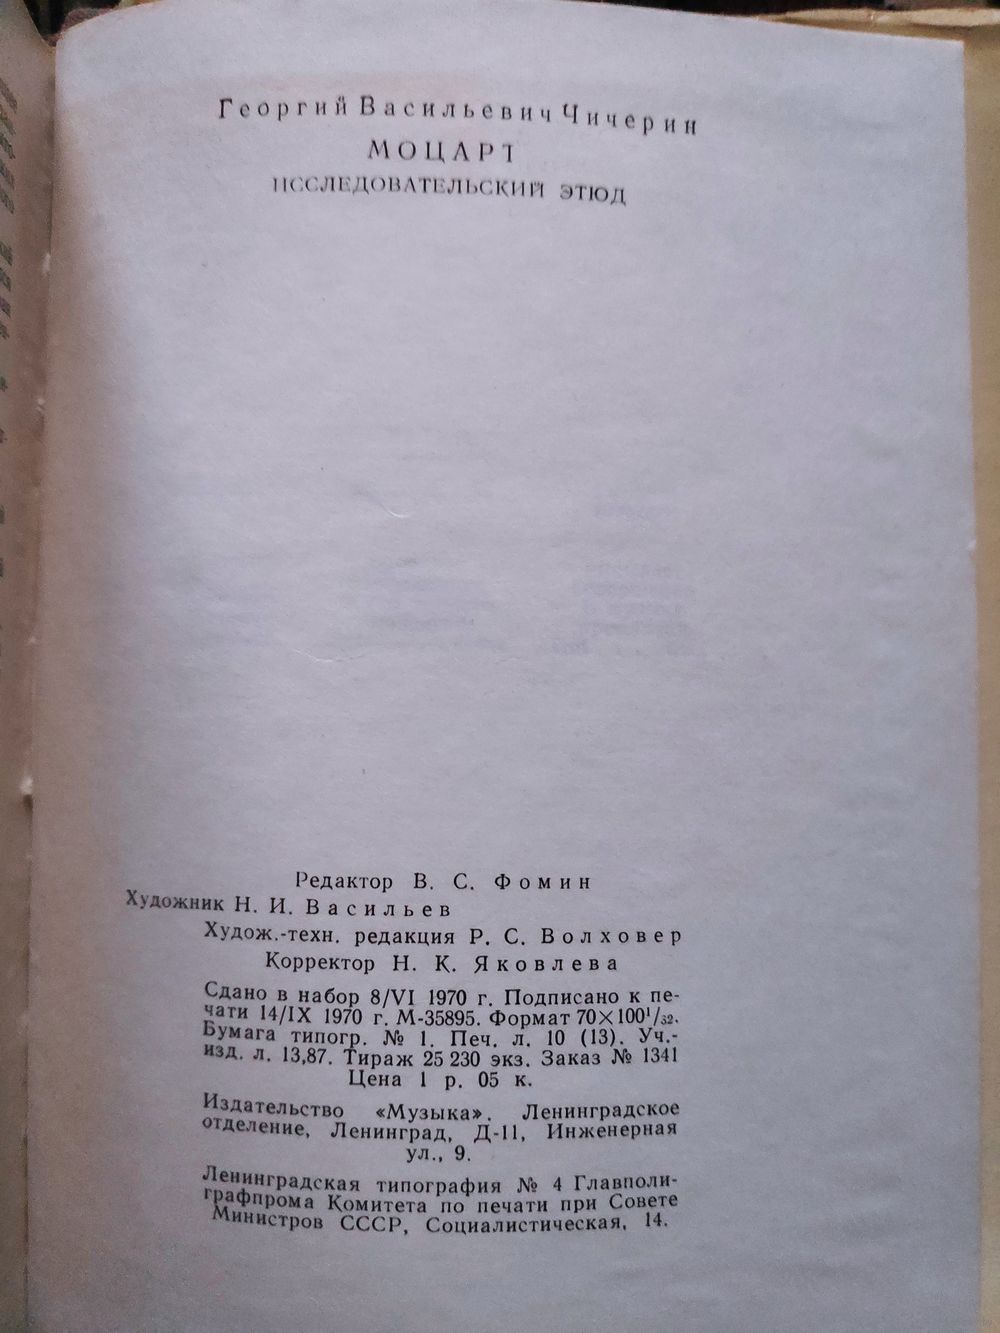 Георгий Васильевич Чичерин
МОЦАРТ
ИССЛЕДОВАТЕЛЬСКИЙ ЭТЮД
Редактор В. С. Фомин
Художник Н. И. Васильев
Худож.-техн. редакция Р. С. Волховер
Корректор Н. К. Яковлева
Сдано в набор 8/VI 1970 г. Подписано к пе-
чати 14/IX 1970 г. М-35895. Формат 70×100¹/₃₂.
Бумага типогр. № 1. Печ. л. 10 (13). Уч.-
изд. л. 13,87. Тираж 25 230 экз. Заказ № 1341
Цена 1 р. 05 к.
Издательство «Музыка». Ленинградское
отделение, Ленинград, Д-11, Инженерная
ул., 9.
Ленинградская типография № 4 Главполи-
графпрома Комитета по печати при Совете
Министров СССР, Социалистическая, 14.